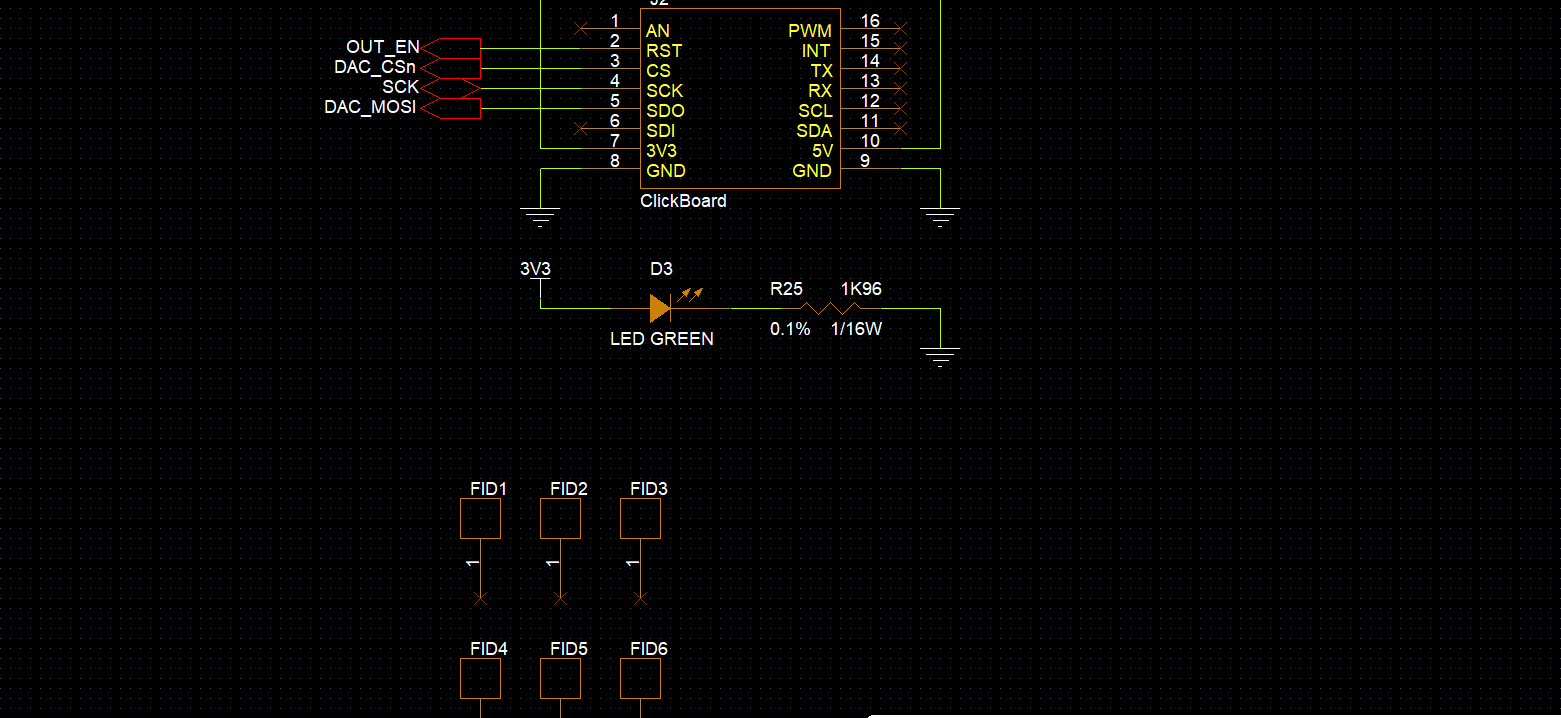 J2
1 AN PWM 16
OUT_EN 2 RST INT 15
DAC_CSn 3 CS TX 14
SCK 4 SCK RX 13
DAC_MOSI 5 SDO SCL 12
6 SDI SDA 11
7 3V3 5V 10
8 GND GND 9
ClickBoard
3V3 D3
R25 1K96
0.1% 1/16W
LED GREEN
FID1 FID2 FID3
1 1 1
FID4 FID5 FID6